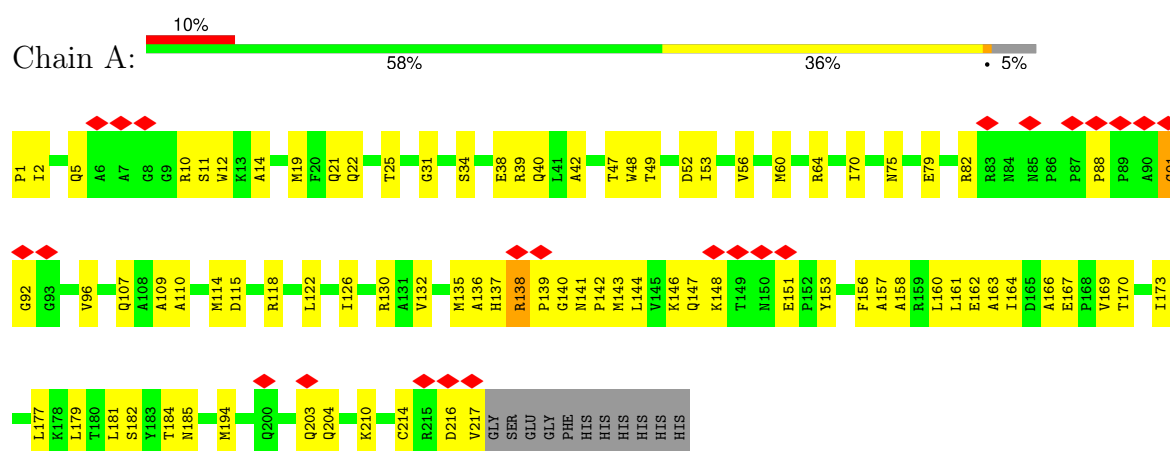 10%
Chain A:
58% 36% • 5%
P1 I2 Q5 A6 A7 G8 G9 R10 S11 W12 K13 A14 M19 F20 Q21 Q22 T25 G31 S34 E38 R39 Q40 L41 A42 T47 W48 T49 D52 I53 V56 M60 R64 I70 N75 E79 R82 R83 N84 N85 P86 P87 P88 P89 A90 G91
G92 G93 V96 Q107 A108 A109 A110 M114 D115 R118 L122 I126 R130 A131 V132 M135 A136 H137 R138 P139 G140 N141 P142 M143 L144 V145 K146 Q147 K148 T149 N150 E151 P152 Y153 F156 A157 A158 R159 L160 L161 E162 A163 I164 D165 A166 E167 P168 V169 T170 I173
L177 K178 L179 T180 L181 S182 Y183 T184 N185 M194 Q200 Q203 Q204 K210 C214 R215 D216 V217 GLY SER GLU GLY PHE HIS HIS HIS HIS HIS HIS